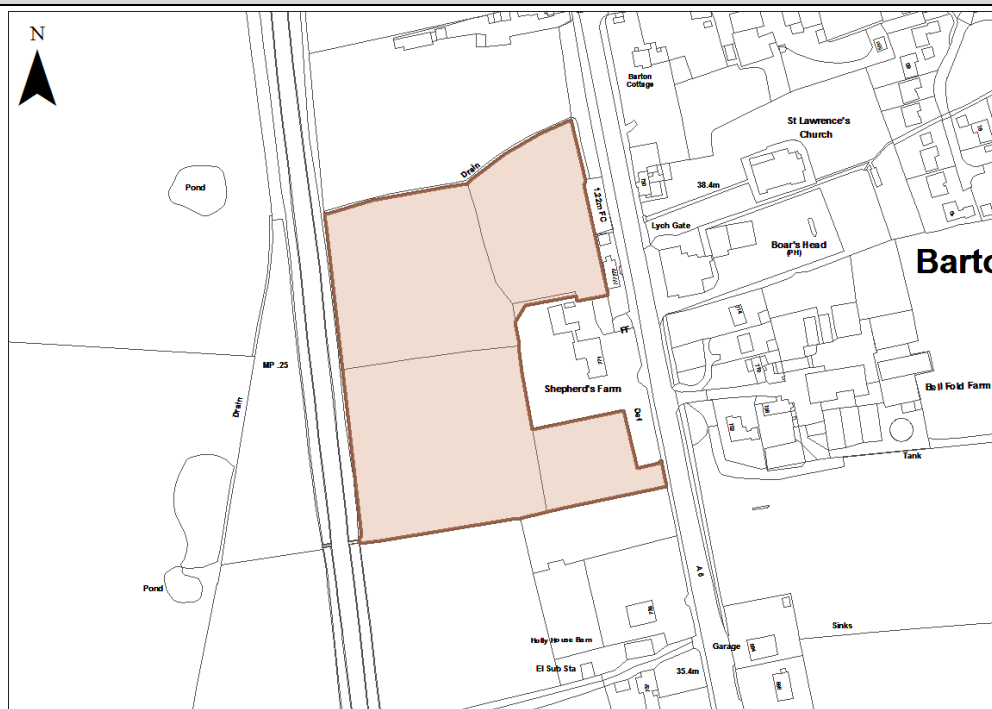 N
Barton
Cottage
St Lawrence's
Church
Drain
Pond
38.4m
1.22m FC
Lych Gate
Boar's Head
(PH)
Barto
MP .25
FF
Shepherd's Farm
Bell Fold Farm
Drain
Def
Tank
A 6
Pond
Sinks
Holly House Barn
Garage
El Sub Sta
35.4m